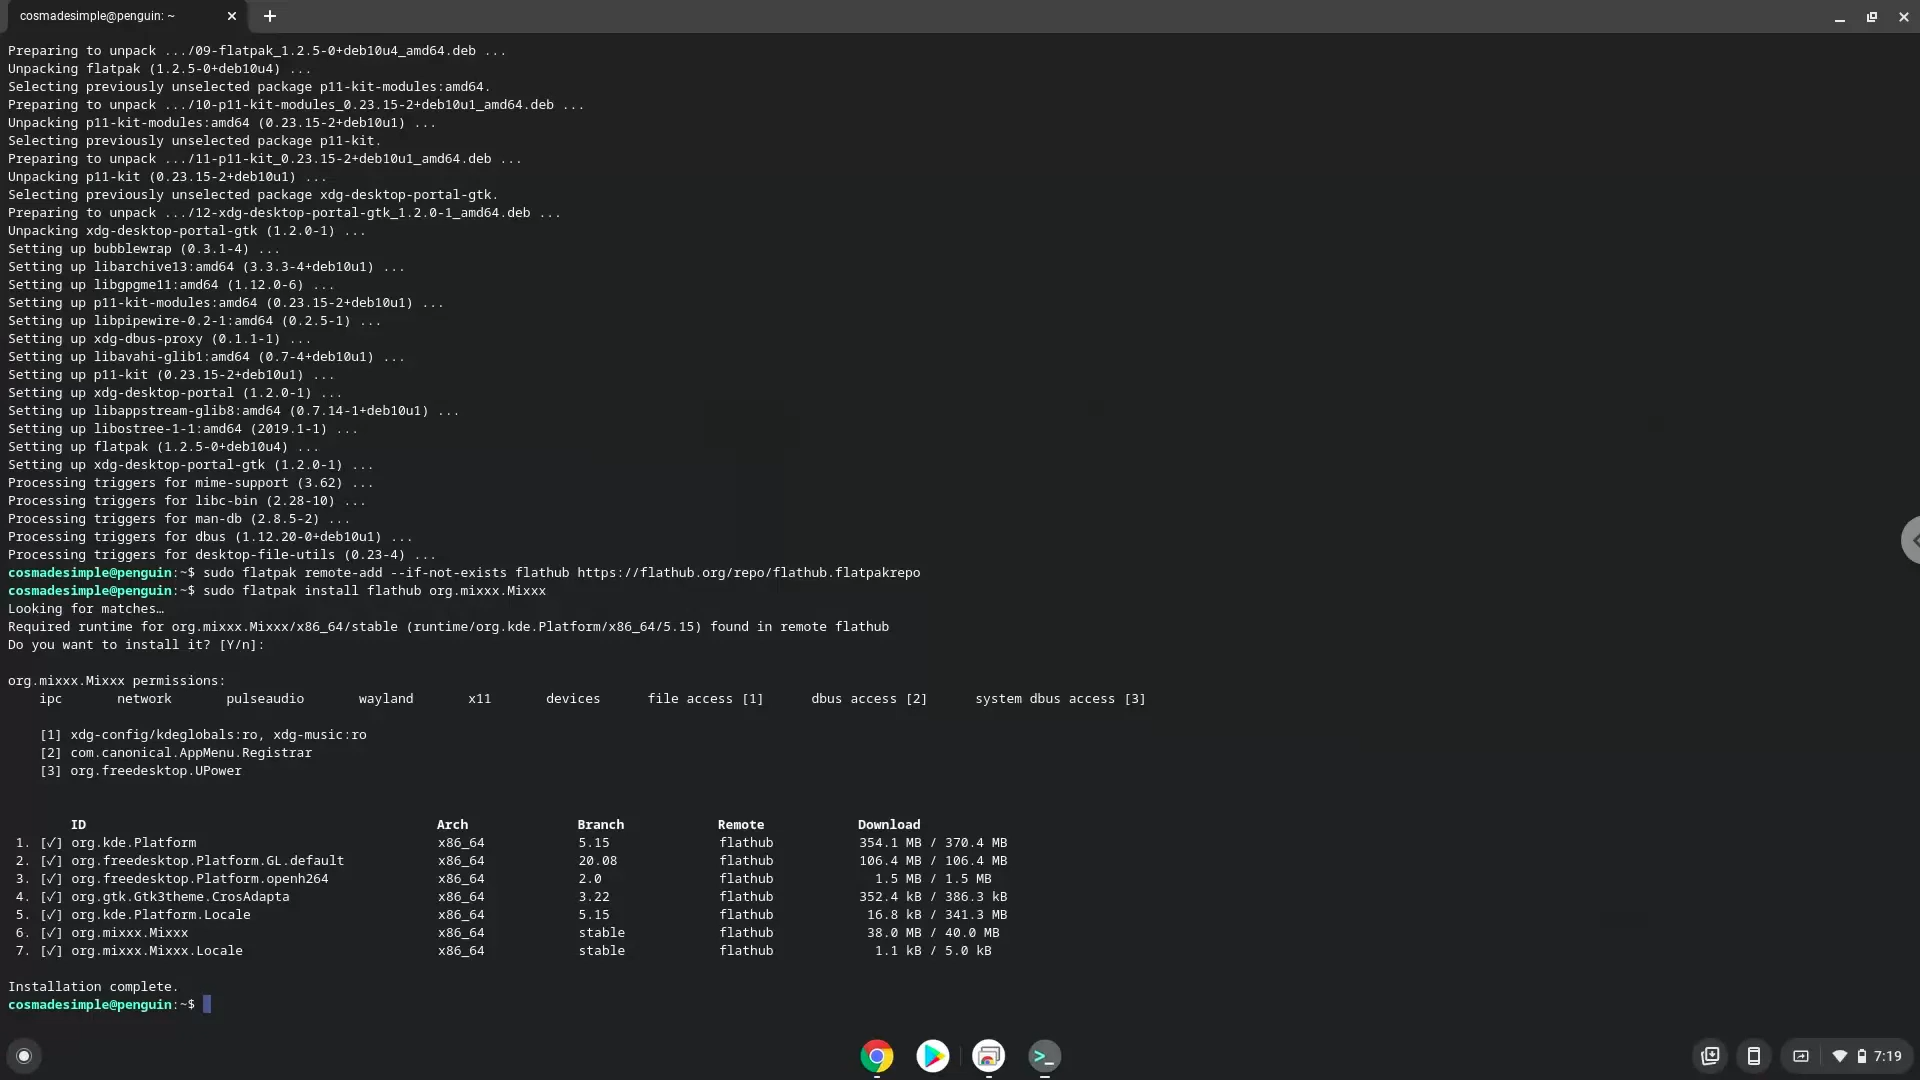 cosmadesimple@penguin: ~
Preparing to unpack .../09-flatpak_1.2.5-0+deb10u4_amd64.deb ...
Unpacking flatpak (1.2.5-0+deb10u4) ...
Selecting previously unselected package p11-kit-modules:amd64.
Preparing to unpack .../10-p11-kit-modules_0.23.15-2+deb10u1_amd64.deb ...
Unpacking p11-kit-modules:amd64 (0.23.15-2+deb10u1) ...
Selecting previously unselected package p11-kit.
Preparing to unpack .../11-p11-kit_0.23.15-2+deb10u1_amd64.deb ...
Unpacking p11-kit (0.23.15-2+deb10u1) ...
Selecting previously unselected package xdg-desktop-portal-gtk.
Preparing to unpack .../12-xdg-desktop-portal-gtk_1.2.0-1_amd64.deb ...
Unpacking xdg-desktop-portal-gtk (1.2.0-1) ...
Setting up bubblewrap (0.3.1-4) ...
Setting up libarchive13:amd64 (3.3.3-4+deb10u1) ...
Setting up libgpgme11:amd64 (1.12.0-6) ...
Setting up p11-kit-modules:amd64 (0.23.15-2+deb10u1) ...
Setting up libpipewire-0.2-1:amd64 (0.2.5-1) ...
Setting up xdg-dbus-proxy (0.1.1-1) ...
Setting up libavahi-glib1:amd64 (0.7-4+deb10u1) ...
Setting up p11-kit (0.23.15-2+deb10u1) ...
Setting up xdg-desktop-portal (1.2.0-1) ...
Setting up libappstream-glib8:amd64 (0.7.14-1+deb10u1) ...
Setting up libostree-1-1:amd64 (2019.1-1) ...
Setting up flatpak (1.2.5-0+deb10u4) ...
Setting up xdg-desktop-portal-gtk (1.2.0-1) ...
Processing triggers for mime-support (3.62) ...
Processing triggers for libc-bin (2.28-10) ...
Processing triggers for man-db (2.8.5-2) ...
Processing triggers for dbus (1.12.20-0+deb10u1) ...
Processing triggers for desktop-file-utils (0.23-4) ...
cosmadesimple@penguin:~$ sudo flatpak remote-add --if-not-exists flathub https://flathub.org/repo/flathub.flatpakrepo
cosmadesimple@penguin:~$ sudo flatpak install flathub org.mixxx.Mixxx
Looking for matches…
Required runtime for org.mixxx.Mixxx/x86_64/stable (runtime/org.kde.Platform/x86_64/5.15) found in remote flathub
Do you want to install it? [Y/n]:
org.mixxx.Mixxx permissions:
ipc network pulseaudio wayland x11 devices file access [1] dbus access [2] system dbus access [3]
[1] xdg-config/kdeglobals:ro, xdg-music:ro
[2] com.canonical.AppMenu.Registrar
[3] org.freedesktop.UPower
ID Arch Branch Remote Download
1. [✓] org.kde.Platform x86_64 5.15 flathub 354.1 MB / 370.4 MB
2. [✓] org.freedesktop.Platform.GL.default x86_64 20.08 flathub 106.4 MB / 106.4 MB
3. [✓] org.freedesktop.Platform.openh264 x86_64 2.0 flathub 1.5 MB / 1.5 MB
4. [✓] org.gtk.Gtk3theme.CrosAdapta x86_64 3.22 flathub 352.4 kB / 386.3 kB
5. [✓] org.kde.Platform.Locale x86_64 5.15 flathub 16.8 kB / 341.3 MB
6. [✓] org.mixxx.Mixxx x86_64 stable flathub 38.0 MB / 40.0 MB
7. [✓] org.mixxx.Mixxx.Locale x86_64 stable flathub 1.1 kB / 5.0 kB
Installation complete.
cosmadesimple@penguin:~$
7:19